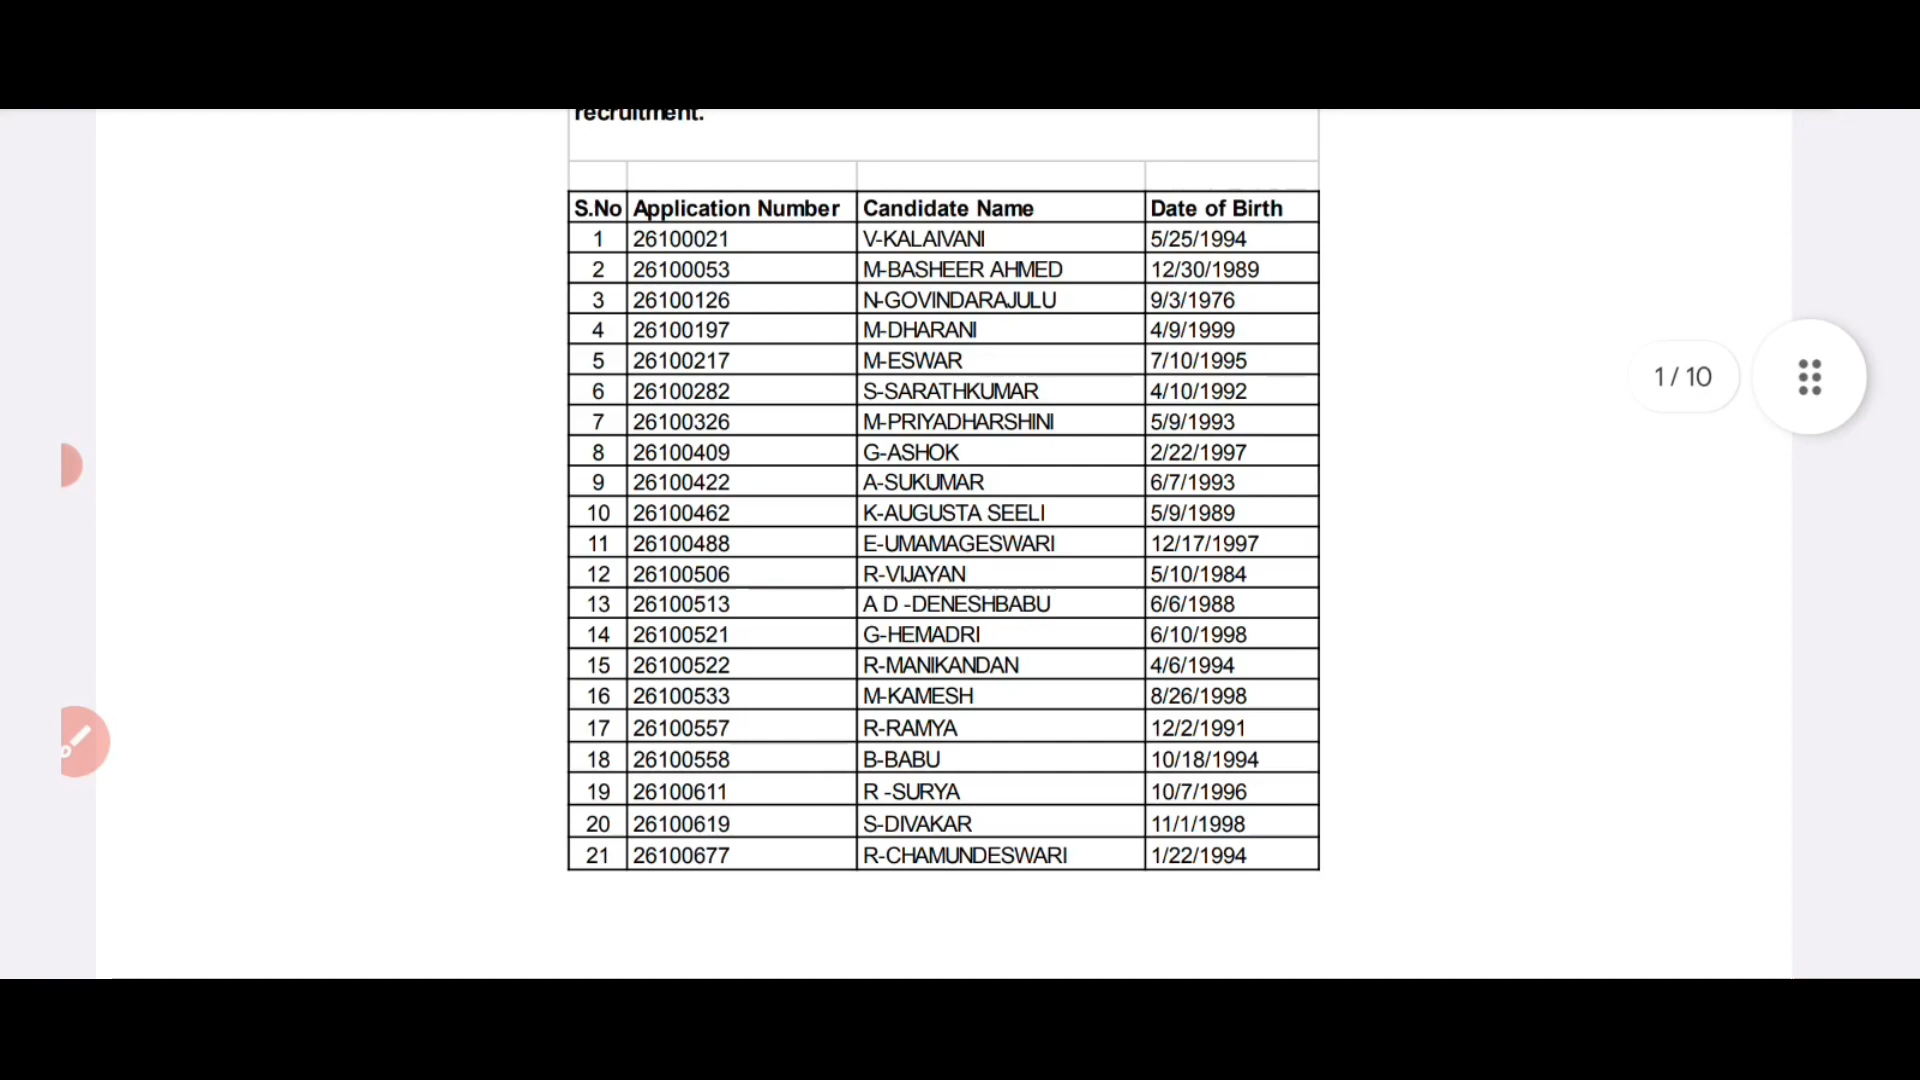 recruitment.
S.No Application Number Candidate Name Date of Birth
1 26100021 V-KALAIVANI 5/25/1994
2 26100053 M-BASHEER AHMED 12/30/1989
3 26100126 N-GOVINDARAJULU 9/3/1976
4 26100197 M-DHARANI 4/9/1999
5 26100217 M-ESWAR 7/10/1995
6 26100282 S-SARATHKUMAR 4/10/1992
7 26100326 M-PRIYADHARSHINI 5/9/1993
8 26100409 G-ASHOK 2/22/1997
9 26100422 A-SUKUMAR 6/7/1993
10 26100462 K-AUGUSTA SEELI 5/9/1989
11 26100488 E-UMAMAGESWARI 12/17/1997
12 26100506 R-VIJAYAN 5/10/1984
13 26100513 A D -DENESHBABU 6/6/1988
14 26100521 G-HEMADRI 6/10/1998
15 26100522 R-MANIKANDAN 4/6/1994
16 26100533 M-KAMESH 8/26/1998
17 26100557 R-RAMYA 12/2/1991
18 26100558 B-BABU 10/18/1994
19 26100611 R -SURYA 10/7/1996
20 26100619 S-DIVAKAR 11/1/1998
21 26100677 R-CHAMUNDESWARI 1/22/1994
1 / 10